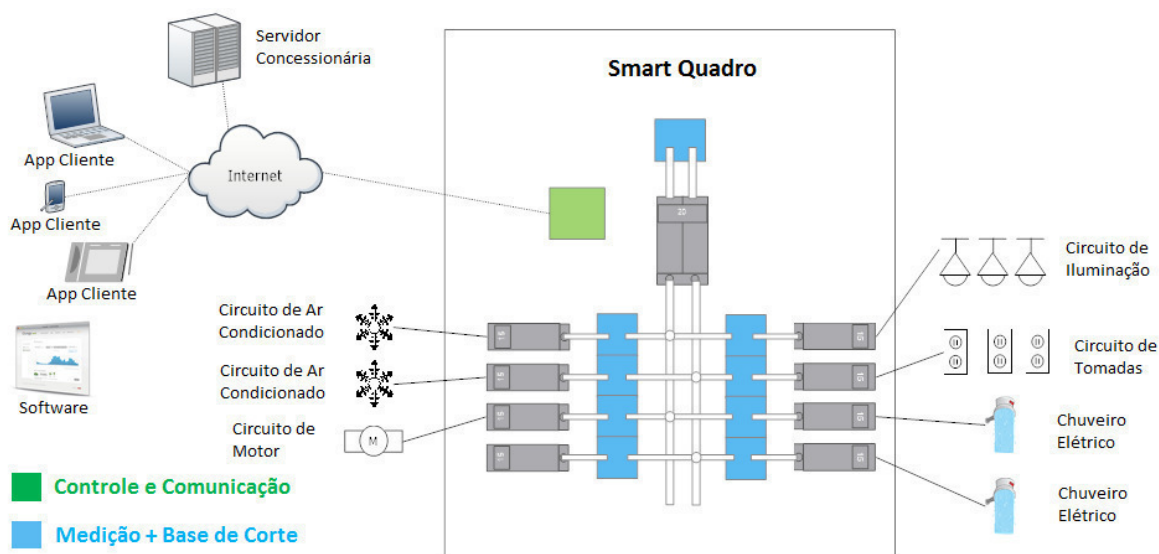 Servidor
Concessionária
Smart Quadro
App Cliente
Internet
App Cliente
App Cliente
Software
Circuito de Ar
Condicionado
Circuito de Ar
Condicionado
Circuito de
Motor
M
Circuito de
Iluminação
Circuito de
Tomadas
Chuveiro
Elétrico
Chuveiro
Elétrico
Controle e Comunicação
Medição + Base de Corte